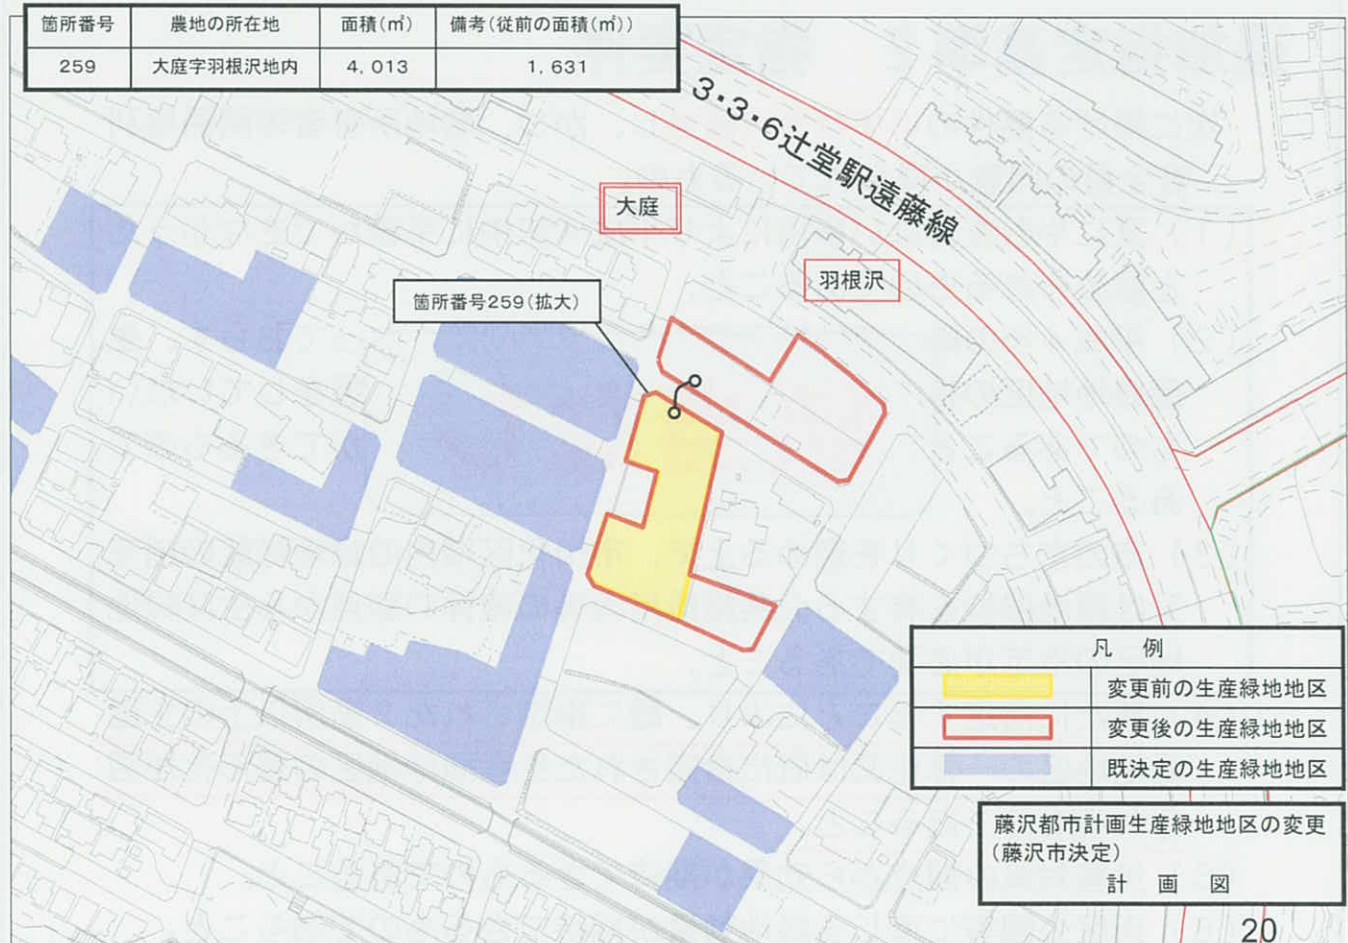 箇所番号 農地の所在地 面積(㎡) 備考(従前の面積(㎡))
259 大庭字羽根沢地内 4,013 1,631
3・3・6辻堂駅遠藤線
大庭
羽根沢
箇所番号259(拡大)
凡 例
変更前の生産緑地地区
変更後の生産緑地地区
既決定の生産緑地地区
藤沢都市計画生産緑地地区の変更
(藤沢市決定)
計 画 図
20